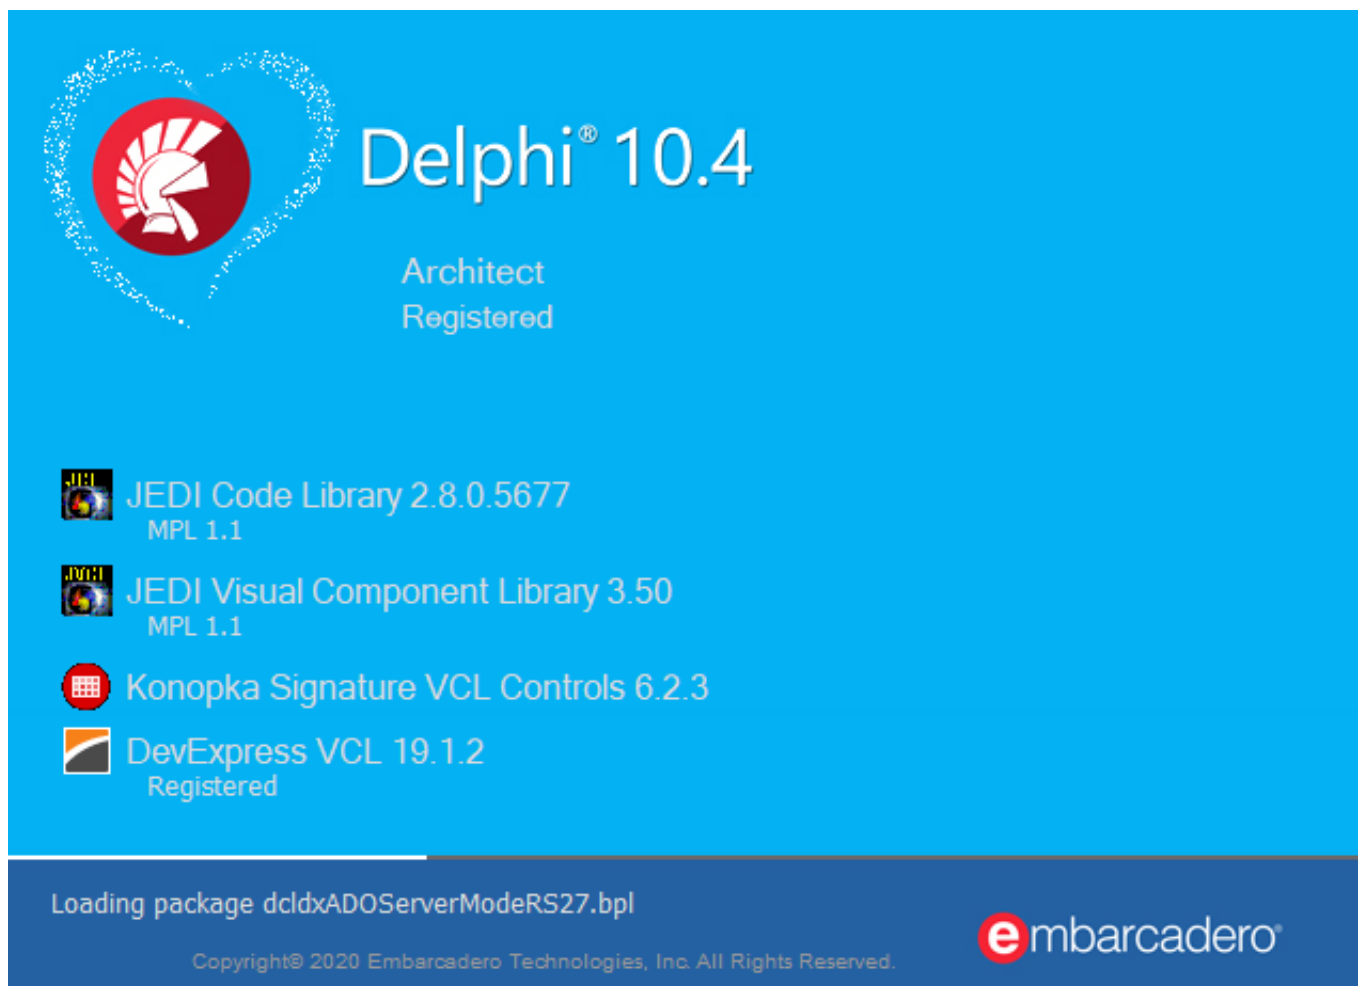 Delphi® 10.4
Architect
Registered
JEDI Code Library 2.8.0.5677
MPL 1.1
JEDI Visual Component Library 3.50
MPL 1.1
Konopka Signature VCL Controls 6.2.3
DevExpress VCL 19.1.2
Registered
Loading package dcldxADOServerModeRS27.bpl
embarcadero®
Copyright© 2020 Embarcadero Technologies, Inc. All Rights Reserved.